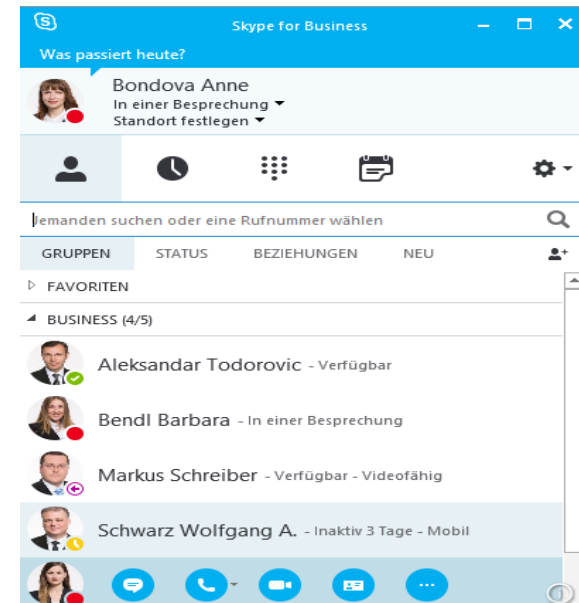 Skype for Business
Was passiert heute?
Bondova Anne
In einer Besprechung
Standort festlegen
Jemanden suchen oder eine Rufnummer wählen
GRUPPEN STATUS BEZIEHUNGEN NEU
FAVORITEN
BUSINESS (4/5)
Aleksandar Todorovic - Verfügbar
Bendl Barbara - In einer Besprechung
Markus Schreiber - Verfügbar - Videofähig
Schwarz Wolfgang A. - Inaktiv 3 Tage - Mobil